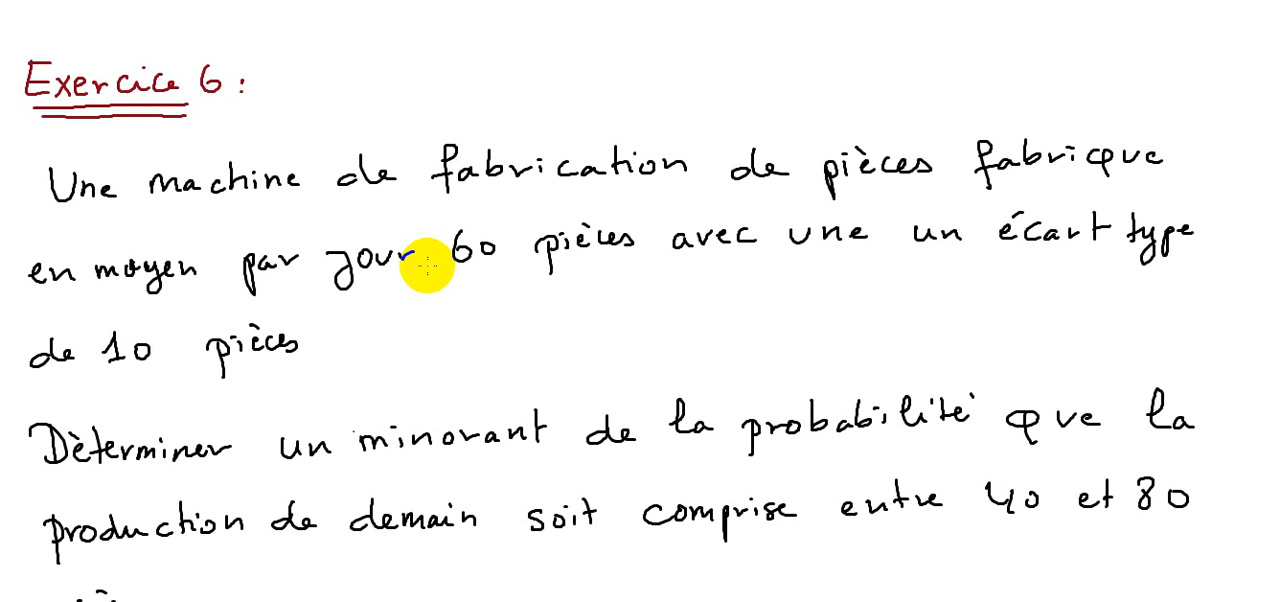 Exercice 6 :
Une machine de fabrication de pièces fabrique
en moyen par jour 60 pièces avec une un écart type
de 10 pièces
Dèterminer un minorant de la probabilité que la
production de demain soit comprise entre 40 et 80